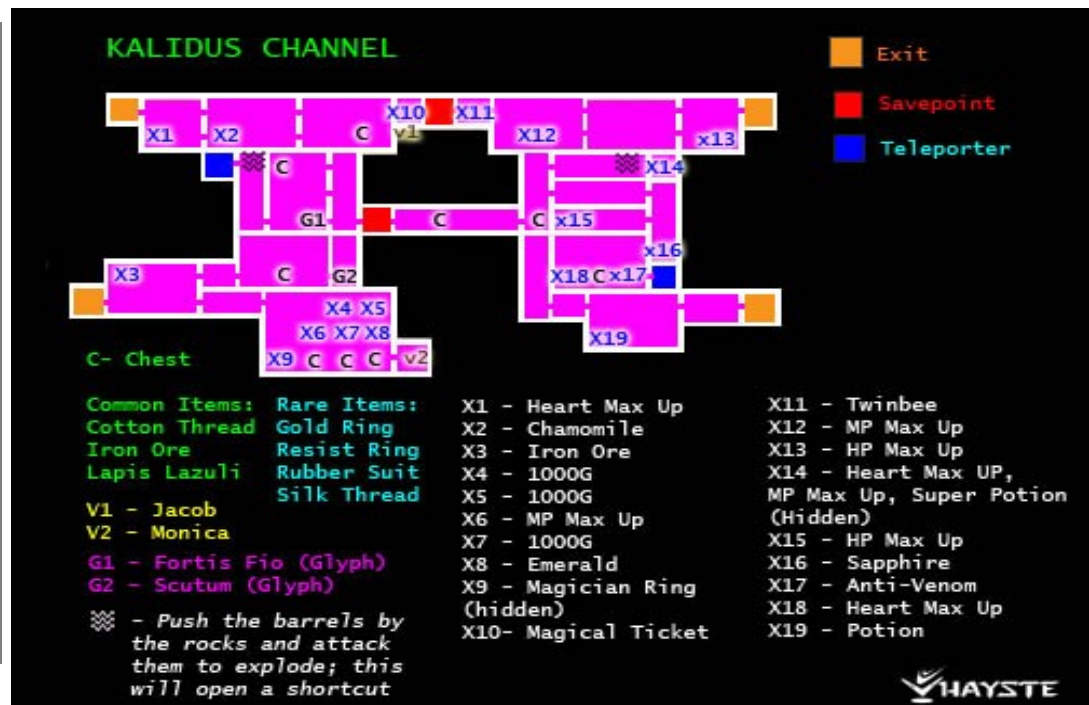 KALIDUS CHANNEL
Exit
Savepoint
Teleporter
X10 X11
X1 X2 C v1 X12 x13
C X14
G1 C C x15
x16
X3 C G2 X18 C x17
X4 X5
X6 X7 X8 X19
X9 C C C v2
C- Chest
Common Items:
Cotton Thread
Iron Ore
Lapis Lazuli
Rare Items:
Gold Ring
Resist Ring
Rubber Suit
Silk Thread
V1 - Jacob
V2 - Monica
G1 - Fortis Fio (Glyph)
G2 - Scutum (Glyph)
- Push the barrels by
the rocks and attack
them to explode; this
will open a shortcut
X1 - Heart Max Up
X2 - Chamomile
X3 - Iron Ore
X4 - 1000G
X5 - 1000G
X6 - MP Max Up
X7 - 1000G
X8 - Emerald
X9 - Magician Ring
(hidden)
X10- Magical Ticket
X11 - Twinbee
X12 - MP Max Up
X13 - HP Max Up
X14 - Heart Max UP,
MP Max Up, Super Potion
(Hidden)
X15 - HP Max Up
X16 - Sapphire
X17 - Anti-Venom
X18 - Heart Max Up
X19 - Potion
HAYSTE